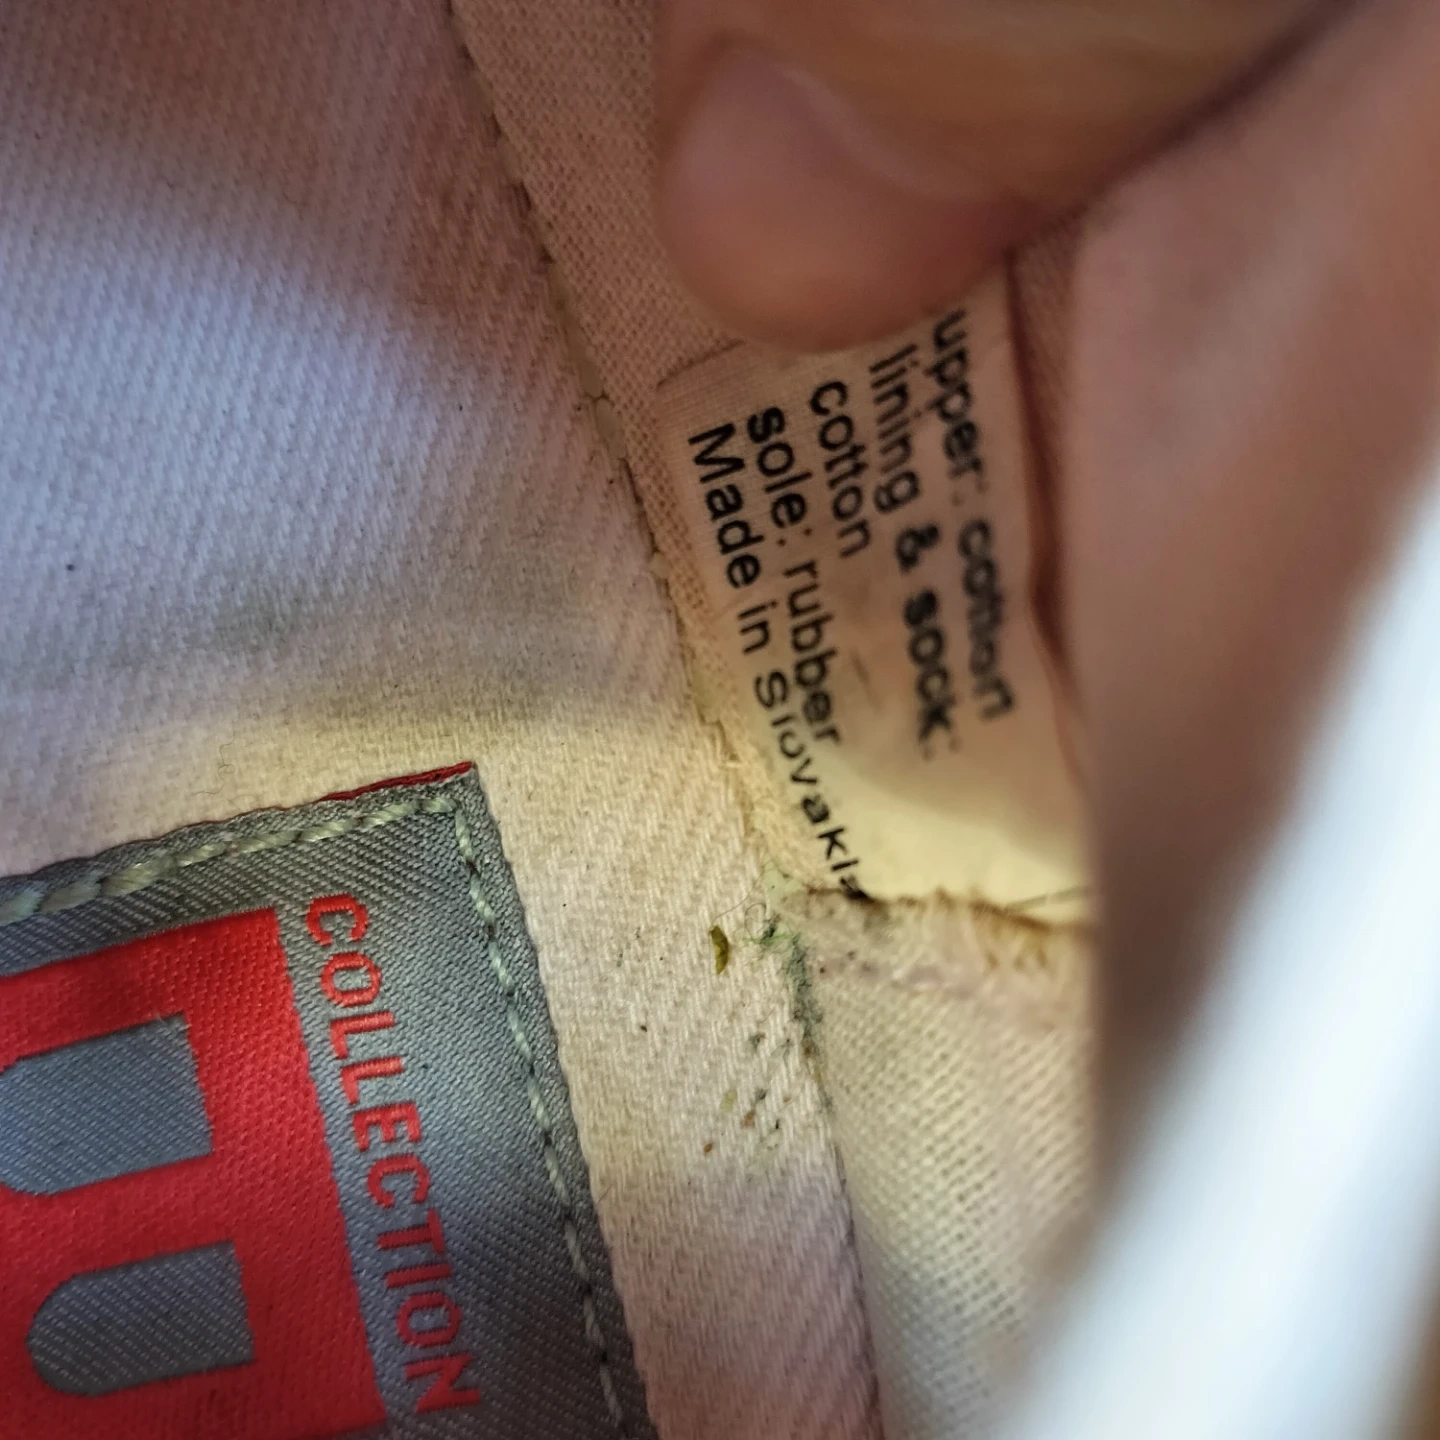 upper: cotton
lining & sock:
cotton
sole: rubber
Made in Slovakia
COLLECTION